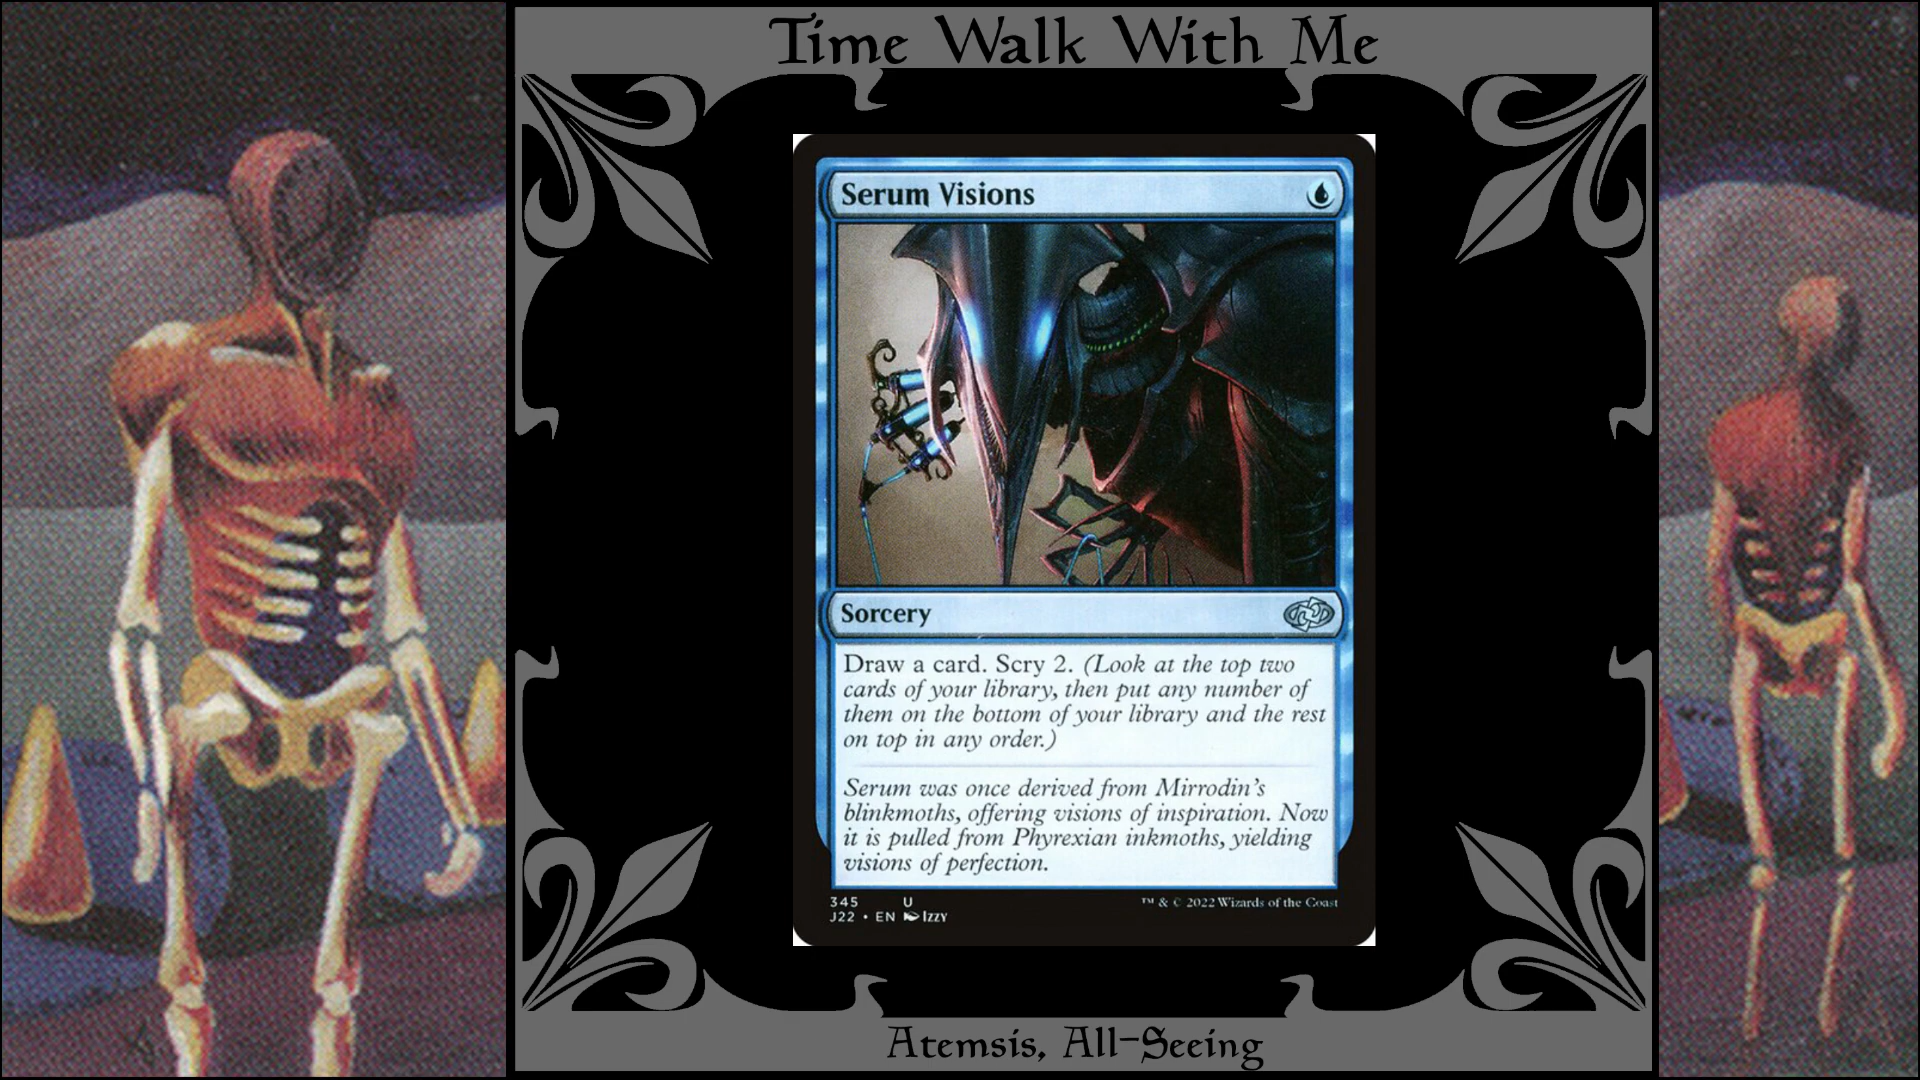 Time Walk With Me
Serum Visions
Sorcery
Draw a card. Scry 2. (Look at the top two
cards of your library, then put any number of
them on the bottom of your library and the rest
on top in any order.)
Serum was once derived from Mirrodin's
blinkmoths, offering visions of inspiration. Now
it is pulled from Phyrexian inkmoths, yielding
visions of perfection.
345 U
J22 • EN Izzy
™ & © 2022 Wizards of the Coast
Atemsis, All-Seeing